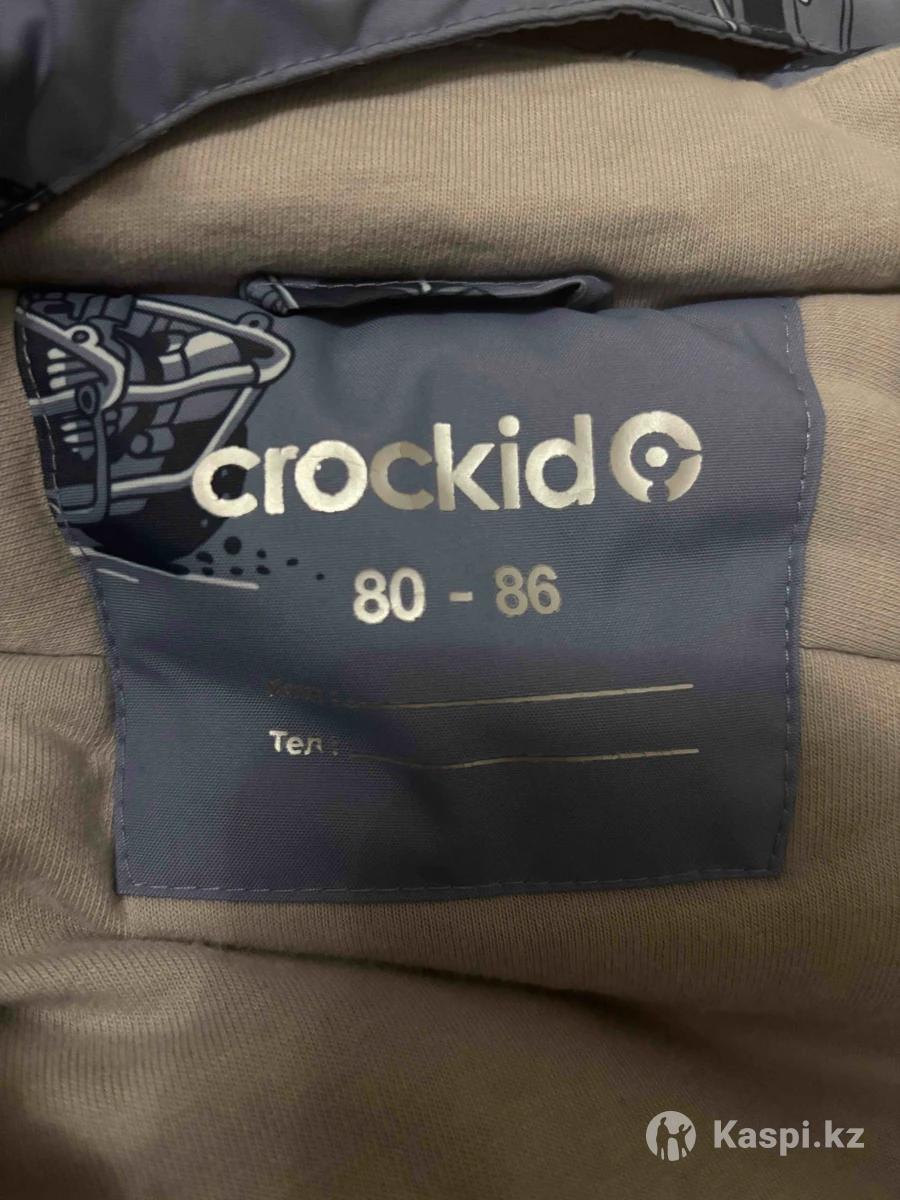 crockid
80 - 86
Тел.:
Kaspi.kz